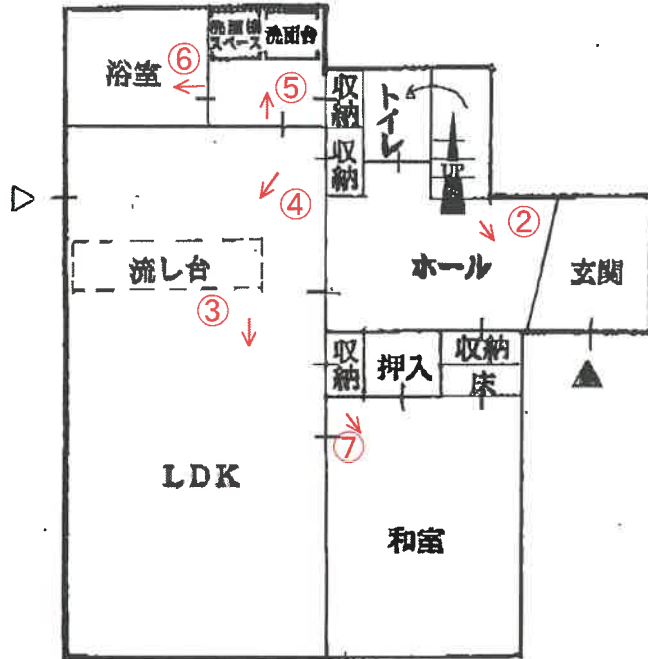 洗面機
スペース
洗面台
浴室
⑥
⑤
収納
トイレ
収納
UP
④
②
流し台
ホール
玄関
③
収納
押入
収納
床
⑦
LDK
和室